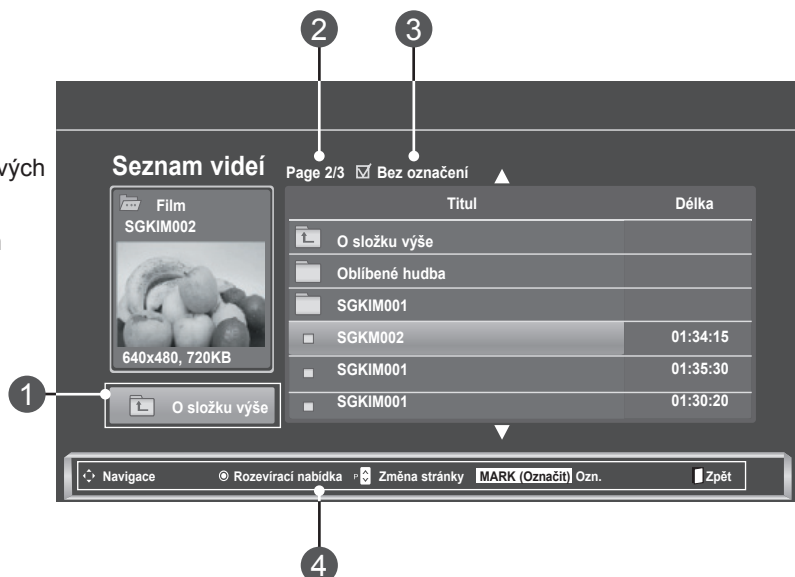 2
3
vých
Seznam videí
Page 2/3 Bez označení
Film
SGKIM002
640x480, 720KB
Titul Délka
O složku výše
Oblíbené hudba
SGKIM001
SGKM002 01:34:15
SGKIM001 01:35:30
SGKIM001 01:30:20
1
O složku výše
Navigace Rozevírací nabídka P Změna stránky MARK (Označit) Ozn. Zpět
4